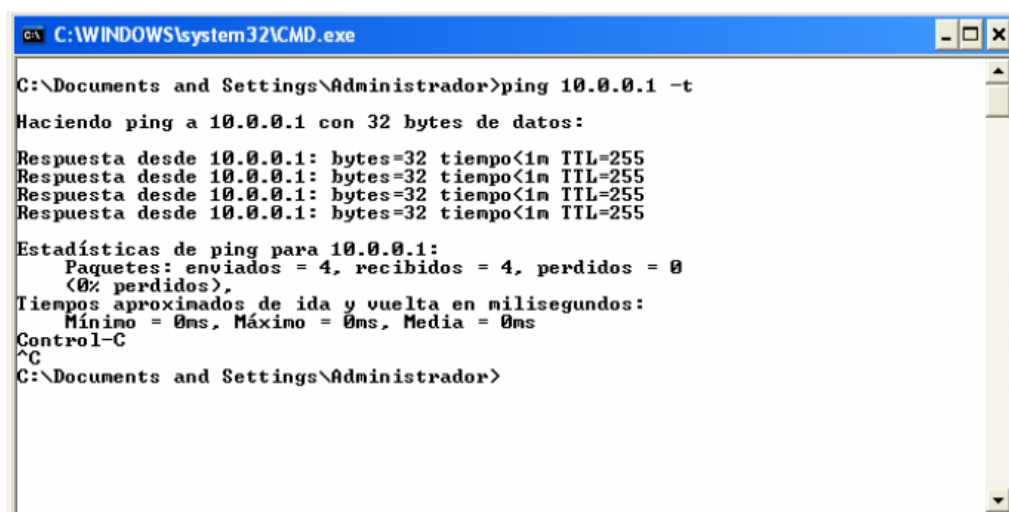 C:\WINDOWS\system32\CMD.exe
C:\Documents and Settings\Administrador>ping 10.0.0.1 -t
Haciendo ping a 10.0.0.1 con 32 bytes de datos:
Respuesta desde 10.0.0.1: bytes=32 tiempo<1m TTL=255
Respuesta desde 10.0.0.1: bytes=32 tiempo<1m TTL=255
Respuesta desde 10.0.0.1: bytes=32 tiempo<1m TTL=255
Respuesta desde 10.0.0.1: bytes=32 tiempo<1m TTL=255
Estadísticas de ping para 10.0.0.1:
Paquetes: enviados = 4, recibidos = 4, perdidos = 0
(0% perdidos),
Tiempos aproximados de ida y vuelta en milisegundos:
Mínimo = 0ms, Máximo = 0ms, Media = 0ms
Control-C
^C
C:\Documents and Settings\Administrador>